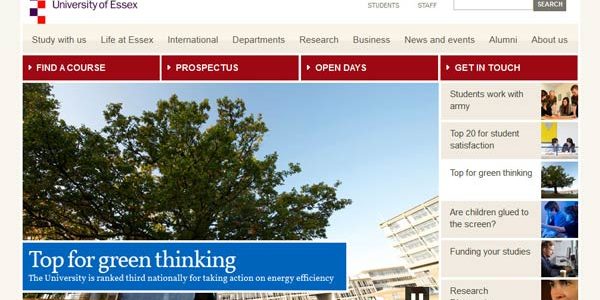 University of Essex
STUDENTS STAFF SEARCH
Study with us Life at Essex International Departments Research Business News and events Alumni About us
FIND A COURSE PROSPECTUS OPEN DAYS GET IN TOUCH
Students work with
army
Top 20 for student
satisfaction
Top for green thinking
Are children glued to
the screen?
Funding your studies
Research
Top for green thinking
The University is ranked third nationally for taking action on energy efficiency